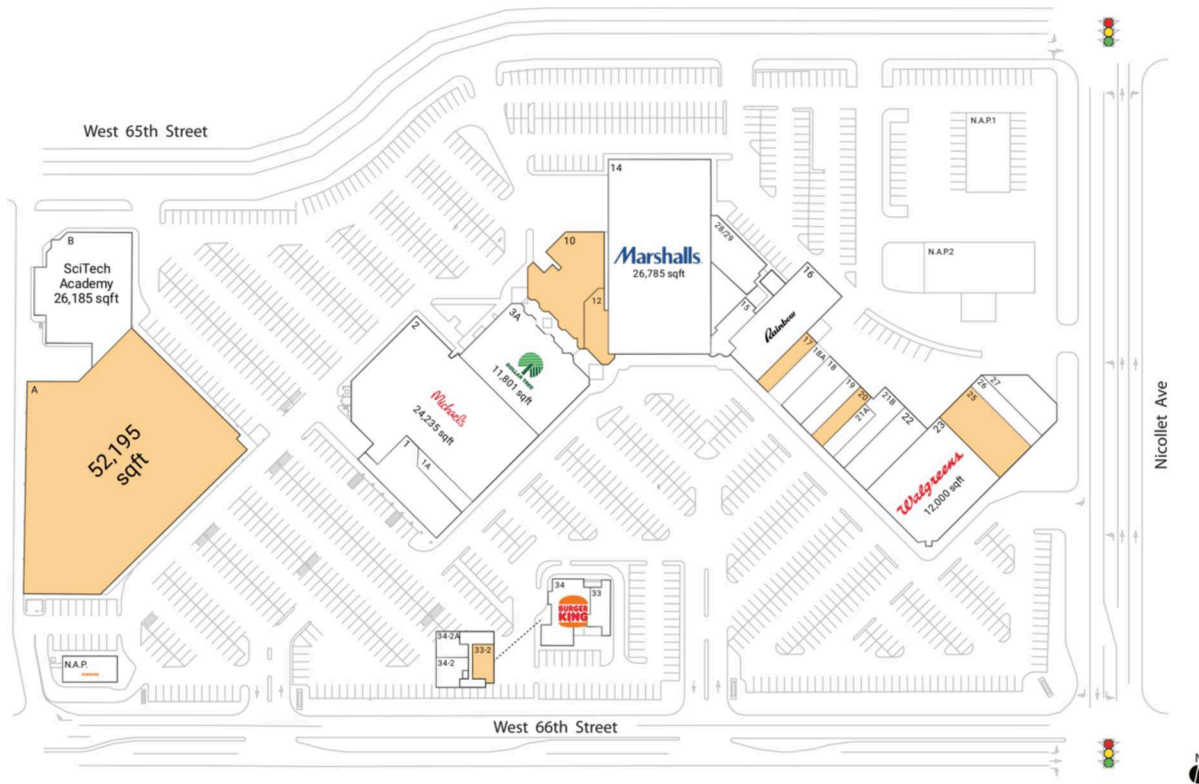 West 65th Street
N.A.P.1
N.A.P.2
B
SciTech
Academy
26,185 sqft
A
52,195
sqft
N.A.P.
2
Michaels
24,235 sqft
1
1A
3A
DOLLAR TREE
11,801 sqft
10
12
14
Marshalls
26,785 sqft
28/29
15
16
Rainbow
17
18A
18
19
20
21A
21B
22
23
Walgreens
12,000 sqft
25
26
27
34
33
BURGER
KING
34-2A
34-2
33-2
West 66th Street
Nicollet Ave
N